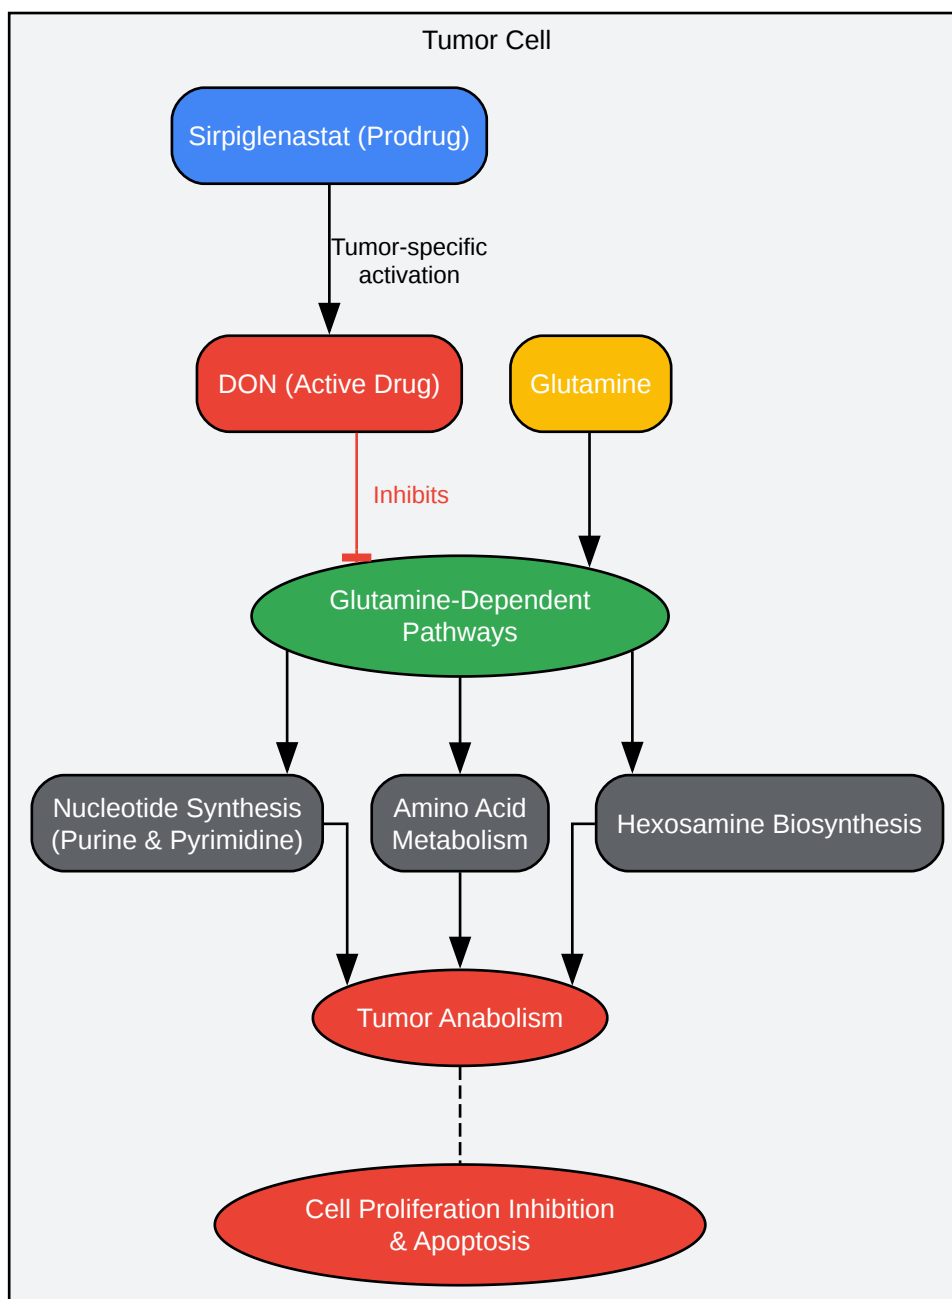 Tumor Cell
Sirpiglenastat (Prodrug)
Tumor-specific
activation
DON (Active Drug)
Glutamine
Inhibits
Glutamine-Dependent
Pathways
Nucleotide Synthesis
(Purine & Pyrimidine)
Amino Acid
Metabolism
Hexosamine Biosynthesis
Tumor Anabolism
Cell Proliferation Inhibition
& Apoptosis